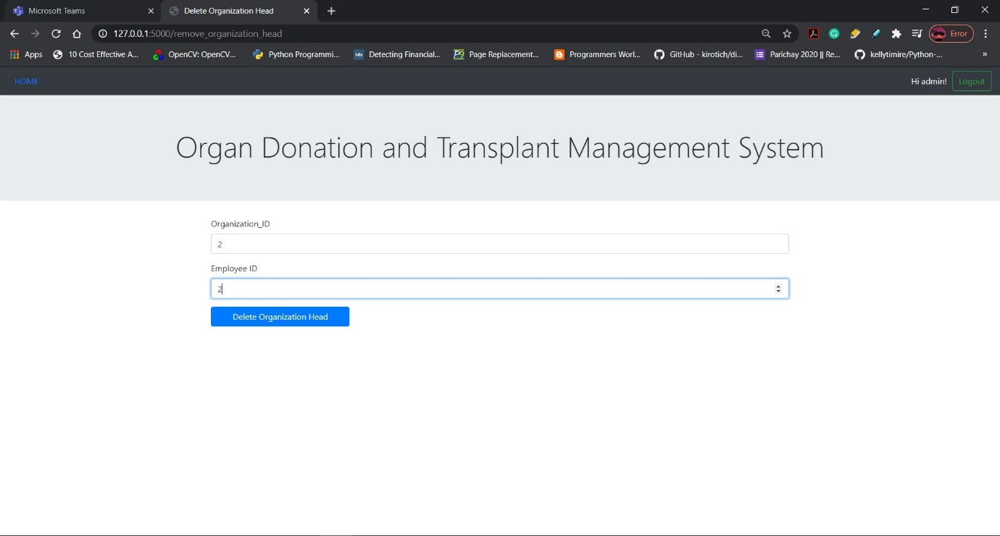 Microsoft Teams
Delete Organization Head
127.0.0.1:5000/remove_organization_head
Error
Apps
10 Cost Effective A...
OpenCV: OpenCV...
Python Programmi...
tds
Detecting Financial...
Page Replacement...
Programmers Worl...
GitHub - kirotich/di...
Parichay 2020 || Re...
kellytimire/Python-...
»
HOME
Hi admin!
Logout
Organ Donation and Transplant Management System
Organization_ID
2
Employee ID
2
Delete Organization Head